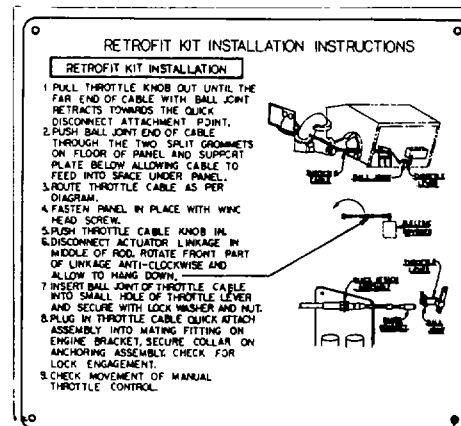 RETROFIT KIT INSTALLATION INSTRUCTIONS
RETROFIT KIT INSTALLATION
1 PULL THROTTLE KNOB OUT UNTIL THE
FAR END OF CABLE WITH BALL JOINT
RETRACTS TOWARDS THE QUICK
DISCONNECT ATTACHMENT POINT.
2. PUSH BALL JOINT END OF CABLE
THROUGH THE TWO SPLIT GROMMETS
ON FLOOR OF PANEL AND SUPPORT
PLATE BELOW ALLOWING CABLE TO
FEED INTO SPACE UNDER PANEL.
3. ROUTE THROTTLE CABLE AS PER
DIAGRAM.
4. FASTEN PANEL IN PLACE WITH WING
HEAD SCREW.
5. PUSH THROTTLE CABLE KNOB IN.
6. DISCONNECT ACTUATOR LINKAGE IN
MIDDLE OF ROD. ROTATE FRONT PART
OF LINKAGE ANTI-CLOCKWISE AND
ALLOW TO HANG DOWN.
7 INSERT BALL JOINT OF THROTTLE CABLE
INTO SMALL HOLE OF THROTTLE LEVER
AND SECURE WITH LOCK WASHER AND NUT.
8. PLUG IN THROTTLE CABLE QUICK ATTACH
ASSEMBLY INTO MATING FITTING ON
ENGINE BRACKET, SECURE COLLAR ON
ANCHORING ASSEMBLY. CHECK FOR
LOCK ENGAGEMENT.
9. CHECK MOVEMENT OF MANUAL
THROTTLE CONTROL.
THROTTLE
CABLE
BALL JOINT
THROTTLE
LEVER
THROTTLE
LEVER